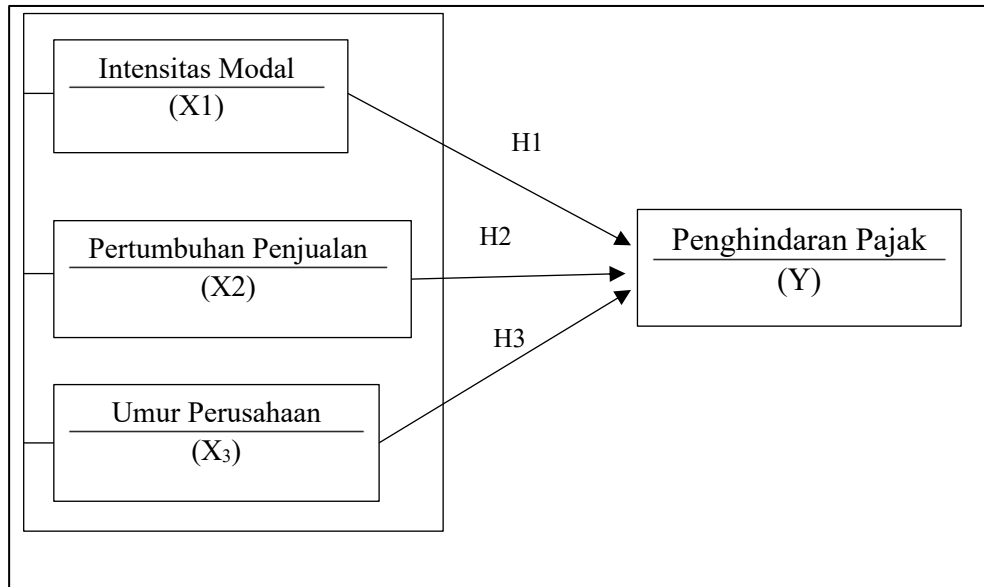 Intensitas Modal
(X1)
H1
Pertumbuhan Penjualan
(X2)
H2
Penghindaran Pajak
(Y)
H3
Umur Perusahaan
(X₃)